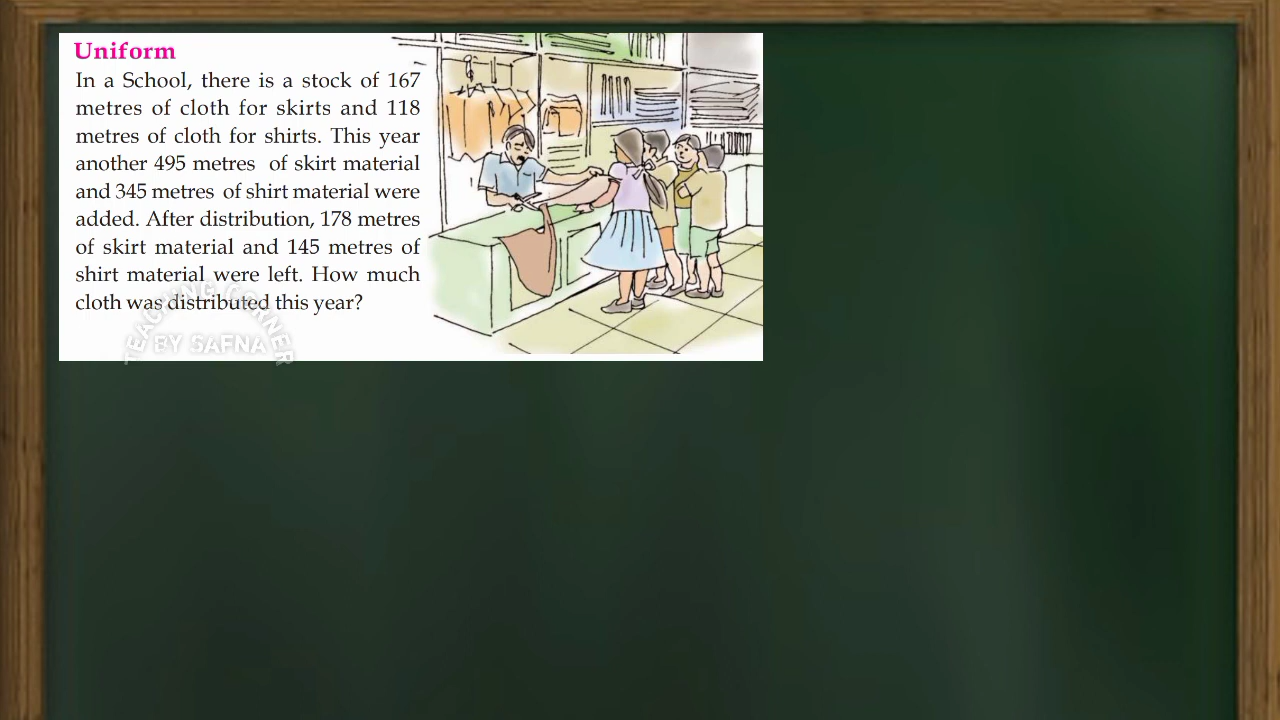 Uniform
In a School, there is a stock of 167
metres of cloth for skirts and 118
metres of cloth for shirts. This year
another 495 metres of skirt material
and 345 metres of shirt material were
added. After distribution, 178 metres
of skirt material and 145 metres of
shirt material were left. How much
cloth was distributed this year?
TEACHING CORNER
BY SAFNA